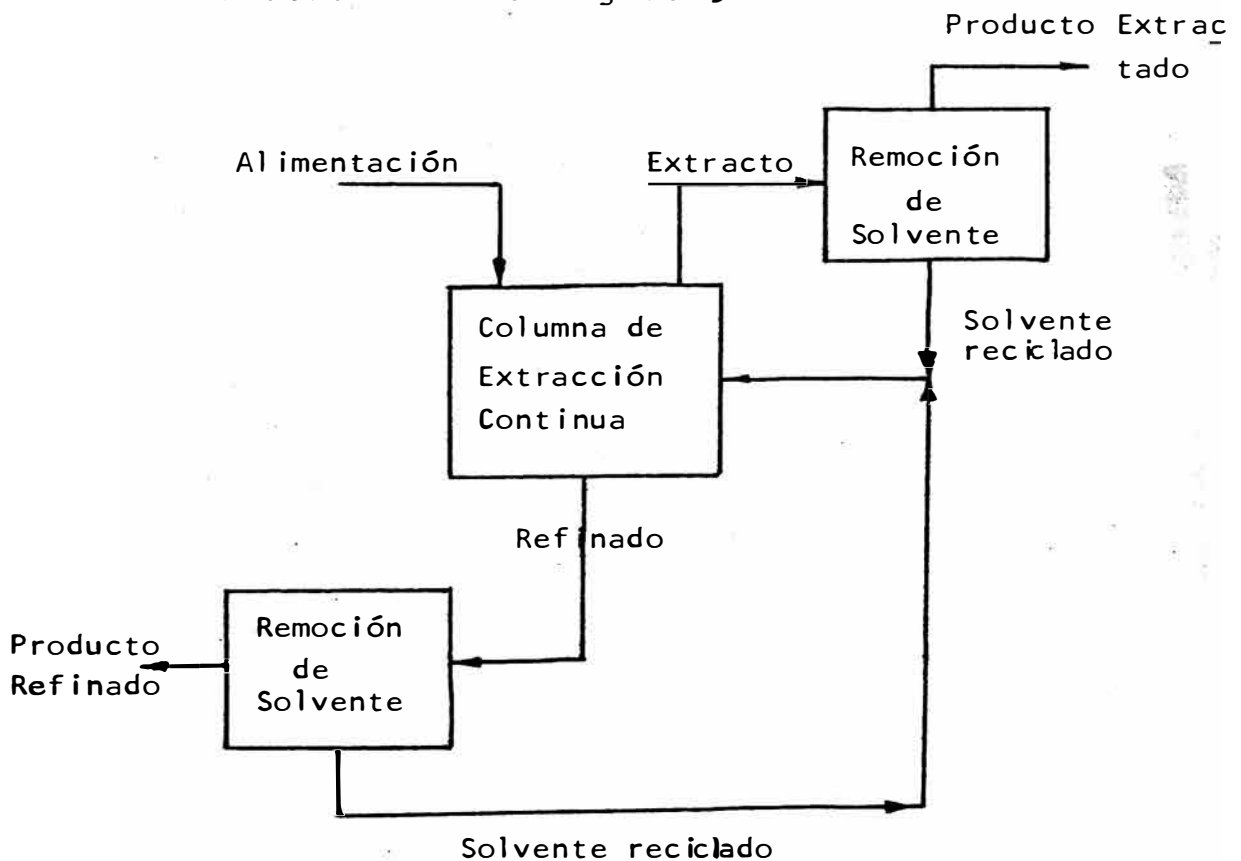 Producto Extrac
tado
Alimentación
Extracto
Remoción
de
Solvente
Columna de
Extracción
Continua
Solvente
reciclado
Refinado
Remoción
de
Solvente
Producto
Refinado
Solvente reciclado